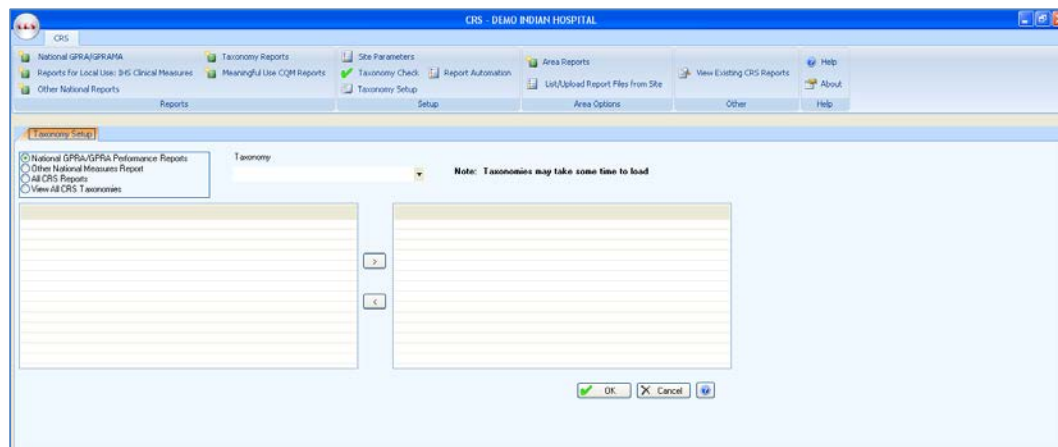 CRS - DEMO INDIAN HOSPITAL
CRS
National GPRA/GPRAMA
Reports for Local Use: IHS Clinical Measures
Other National Reports
Taxonomy Reports
Meaningful Use CQM Reports
Reports
Site Parameters
Taxonomy Check
Report Automation
Taxonomy Setup
Setup
Area Reports
List/Upload Report Files from Site
Area Options
View Existing CRS Reports
Other
Help
About
Help
Taxonomy Setup
National GPRA/GPRA Performance Reports
Other National Measures Report
All CRS Reports
View All CRS Taxonomies
Taxonomy
Note: Taxonomies may take some time to load
>
<
OK
Cancel